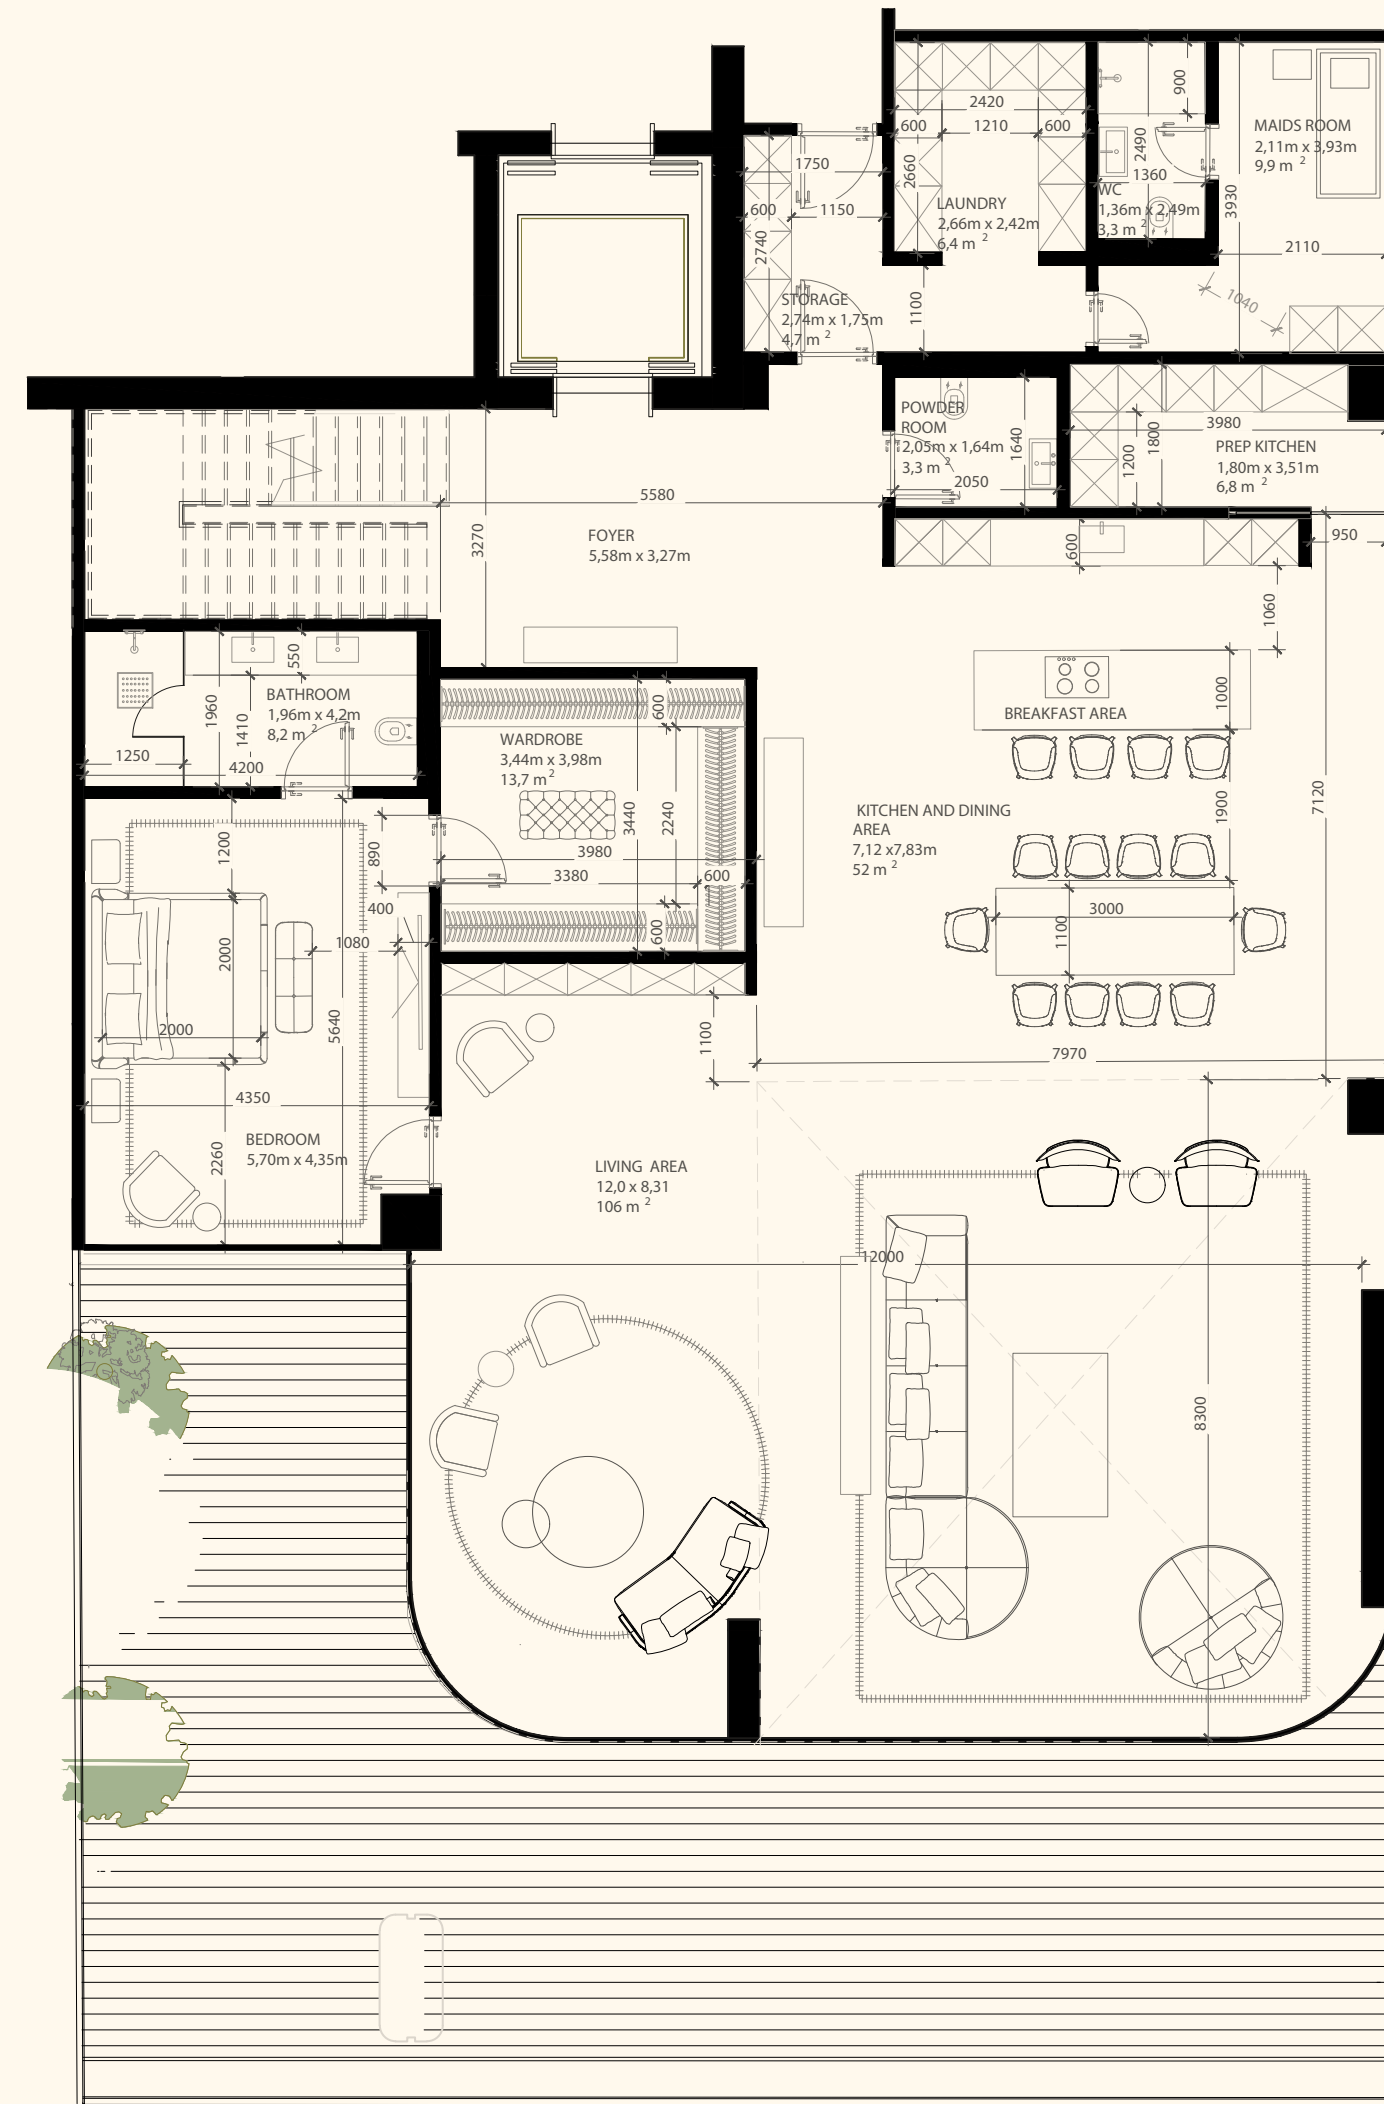 900
2420
600
1210
600
MAIDS ROOM
2,11m x 3,93m
9,9 m 2
2490
1750
2660
1360
WC
1,36m x 2,49m
3,3 m 2
3930
LAUNDRY
2,66m x 2,42m
6,4 m 2
600
1150
2740
2110
STORAGE
2,74m x 1,75m
4,7 m 2
1100
1040
POWDER
ROOM
2,05m x 1,64m
3,3 m 2
1640
2050
3980
1200
1800
PREP KITCHEN
1,80m x 3,51m
6,8 m 2
5580
3270
FOYER
5,58m x 3,27m
600
950
1060
550
BATHROOM
1,96m x 4,2m
8,2 m 2
1960
1410
1250
4200
600
WARDROBE
3,44m x 3,98m
13,7 m 2
3440
2240
1000
BREAKFAST AREA
7120
1900
KITCHEN AND DINING
AREA
7,12 x7,83m
52 m 2
1200
890
3980
3380
600
400
3000
1100
600
2000
1080
2000
5640
1100
7970
4350
BEDROOM
5,70m x 4,35m
2260
LIVING AREA
12,0 x 8,31
106 m 2
12000
8300